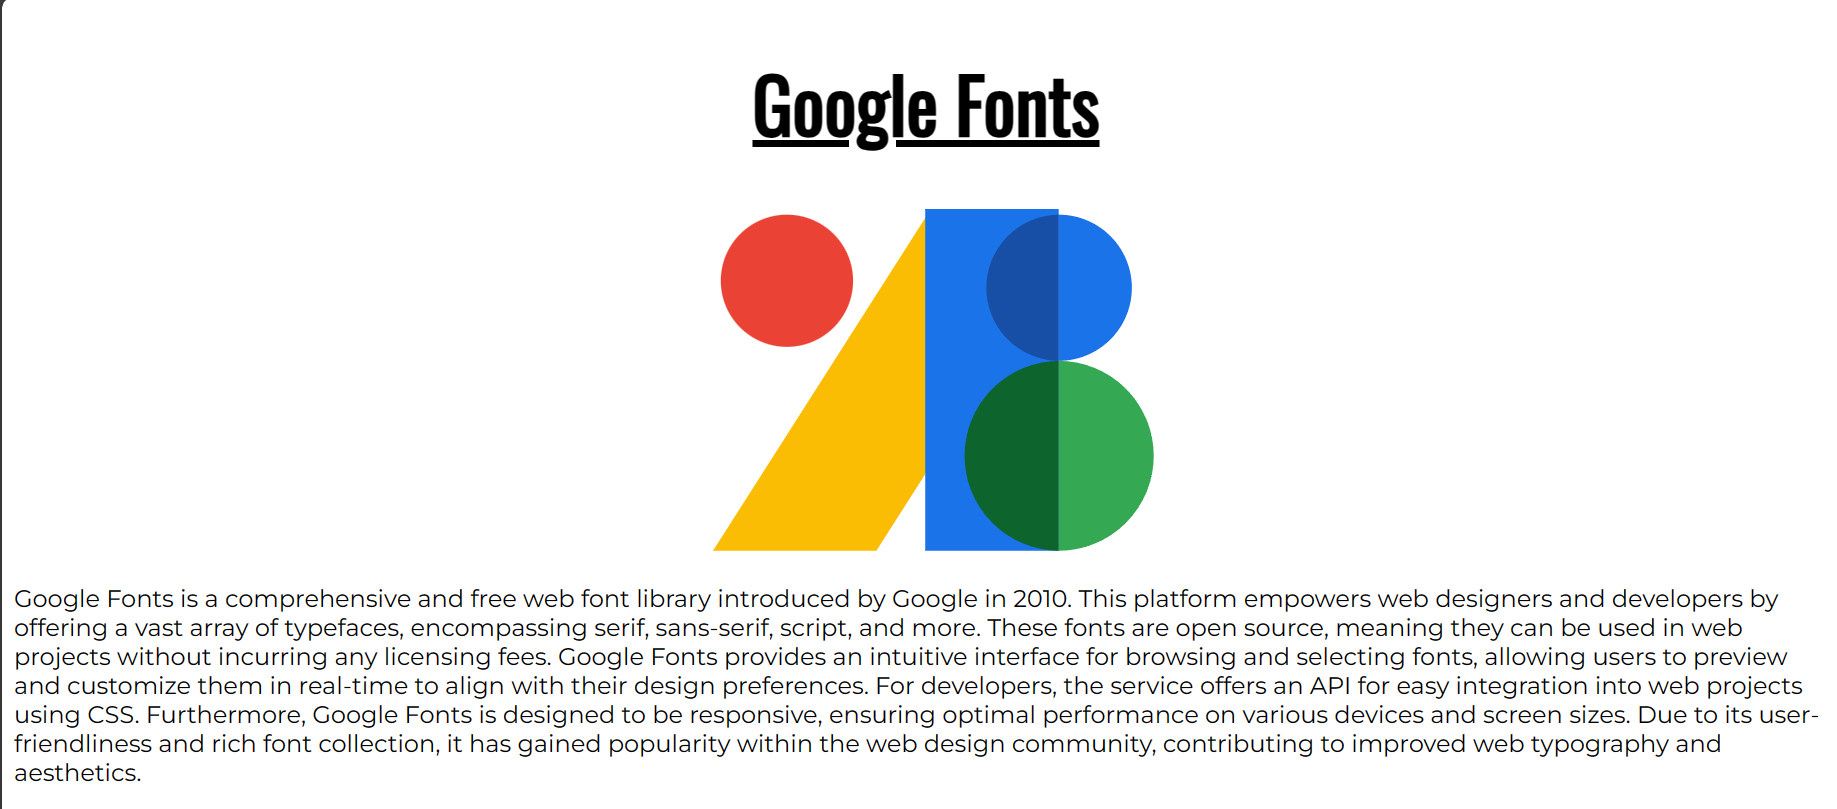 Google Fonts
Google Fonts is a comprehensive and free web font library introduced by Google in 2010. This platform empowers web designers and developers by
offering a vast array of typefaces, encompassing serif, sans-serif, script, and more. These fonts are open source, meaning they can be used in web
projects without incurring any licensing fees. Google Fonts provides an intuitive interface for browsing and selecting fonts, allowing users to preview
and customize them in real-time to align with their design preferences. For developers, the service offers an API for easy integration into web projects
using CSS. Furthermore, Google Fonts is designed to be responsive, ensuring optimal performance on various devices and screen sizes. Due to its user-
friendliness and rich font collection, it has gained popularity within the web design community, contributing to improved web typography and
aesthetics.